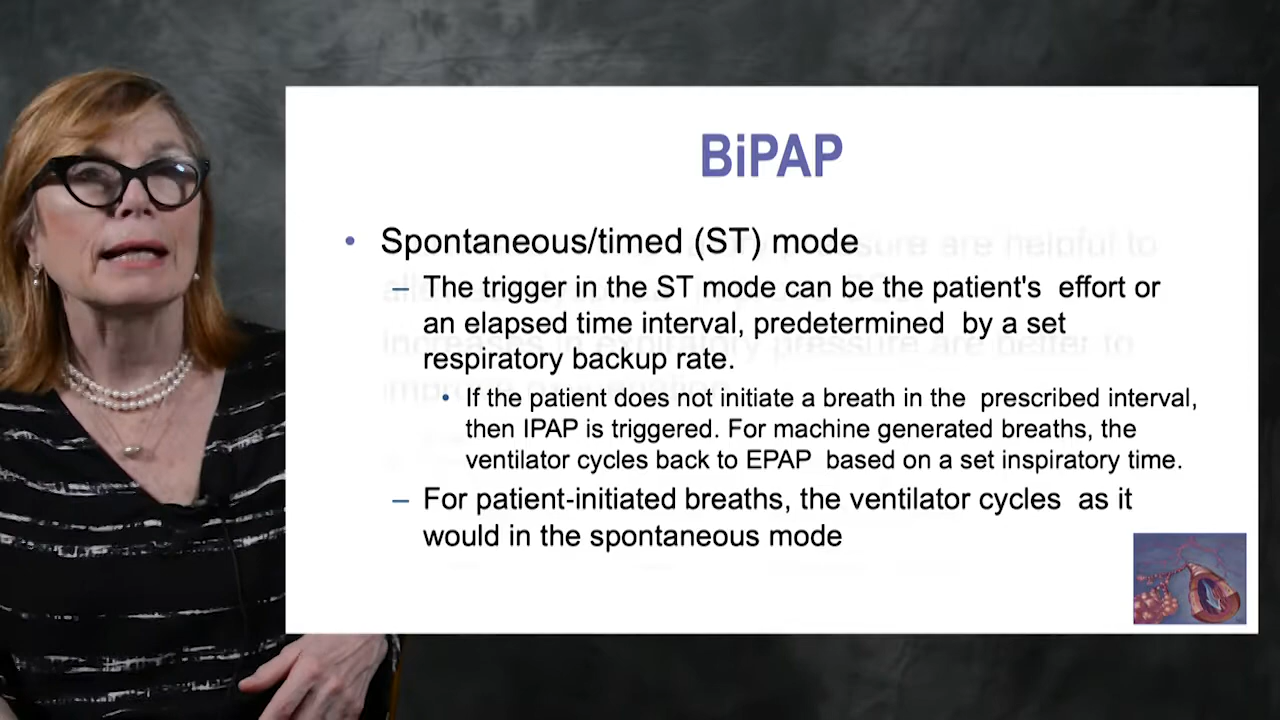 BiPAP
• Spontaneous/timed (ST) mode
– The trigger in the ST mode can be the patient's effort or
an elapsed time interval, predetermined by a set
respiratory backup rate.
• If the patient does not initiate a breath in the prescribed interval,
then IPAP is triggered. For machine generated breaths, the
ventilator cycles back to EPAP based on a set inspiratory time.
– For patient-initiated breaths, the ventilator cycles as it
would in the spontaneous mode